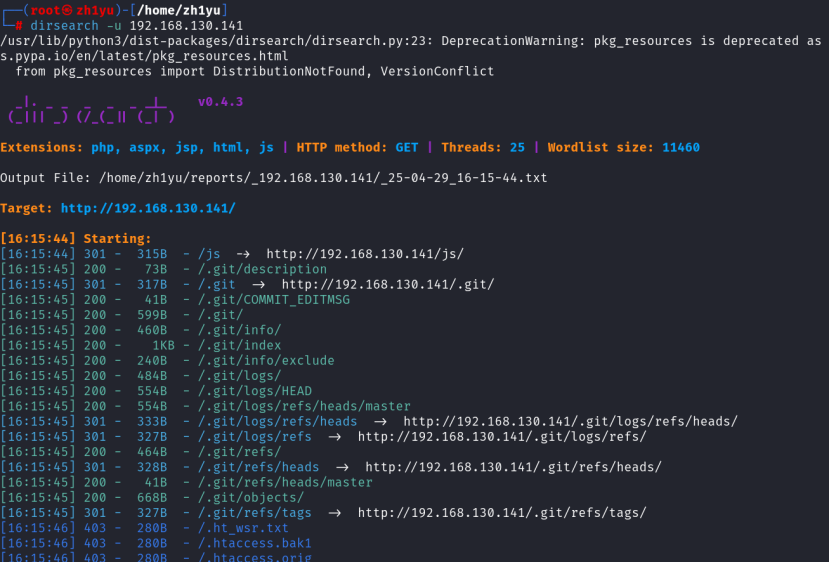 (root㉿zh1yu)-[/home/zh1yu]
# dirsearch -u 192.168.130.141
/usr/lib/python3/dist-packages/dirsearch/dirsearch.py:23: DeprecationWarning: pkg_resources is deprecated as
s.pypa.io/en/latest/pkg_resources.html
from pkg_resources import DistributionNotFound, VersionConflict
v0.4.3
Extensions: php, aspx, jsp, html, js | HTTP method: GET | Threads: 25 | Wordlist size: 11460
Output File: /home/zh1yu/reports/_192.168.130.141/_25-04-29_16-15-44.txt
Target: http://192.168.130.141/
[16:15:44] Starting:
[16:15:44] 301 - 315B - /js → http://192.168.130.141/js/
[16:15:45] 200 - 73B - /.git/description
[16:15:45] 301 - 317B - /.git → http://192.168.130.141/.git/
[16:15:45] 200 - 41B - /.git/COMMIT_EDITMSG
[16:15:45] 200 - 599B - /.git/
[16:15:45] 200 - 460B - /.git/info/
[16:15:45] 200 - 1KB - /.git/index
[16:15:45] 200 - 240B - /.git/info/exclude
[16:15:45] 200 - 484B - /.git/logs/
[16:15:45] 200 - 554B - /.git/logs/HEAD
[16:15:45] 200 - 554B - /.git/logs/refs/heads/master
[16:15:45] 301 - 333B - /.git/logs/refs/heads → http://192.168.130.141/.git/logs/refs/heads/
[16:15:45] 301 - 327B - /.git/logs/refs → http://192.168.130.141/.git/logs/refs/
[16:15:45] 200 - 464B - /.git/refs/
[16:15:45] 301 - 328B - /.git/refs/heads → http://192.168.130.141/.git/refs/heads/
[16:15:45] 200 - 41B - /.git/refs/heads/master
[16:15:45] 200 - 668B - /.git/objects/
[16:15:45] 301 - 327B - /.git/refs/tags → http://192.168.130.141/.git/refs/tags/
[16:15:46] 403 - 280B - /.ht_wsr.txt
[16:15:46] 403 - 280B - /.htaccess.bak1
[16:15:46] 403 - 280B - /.htaccess.orig